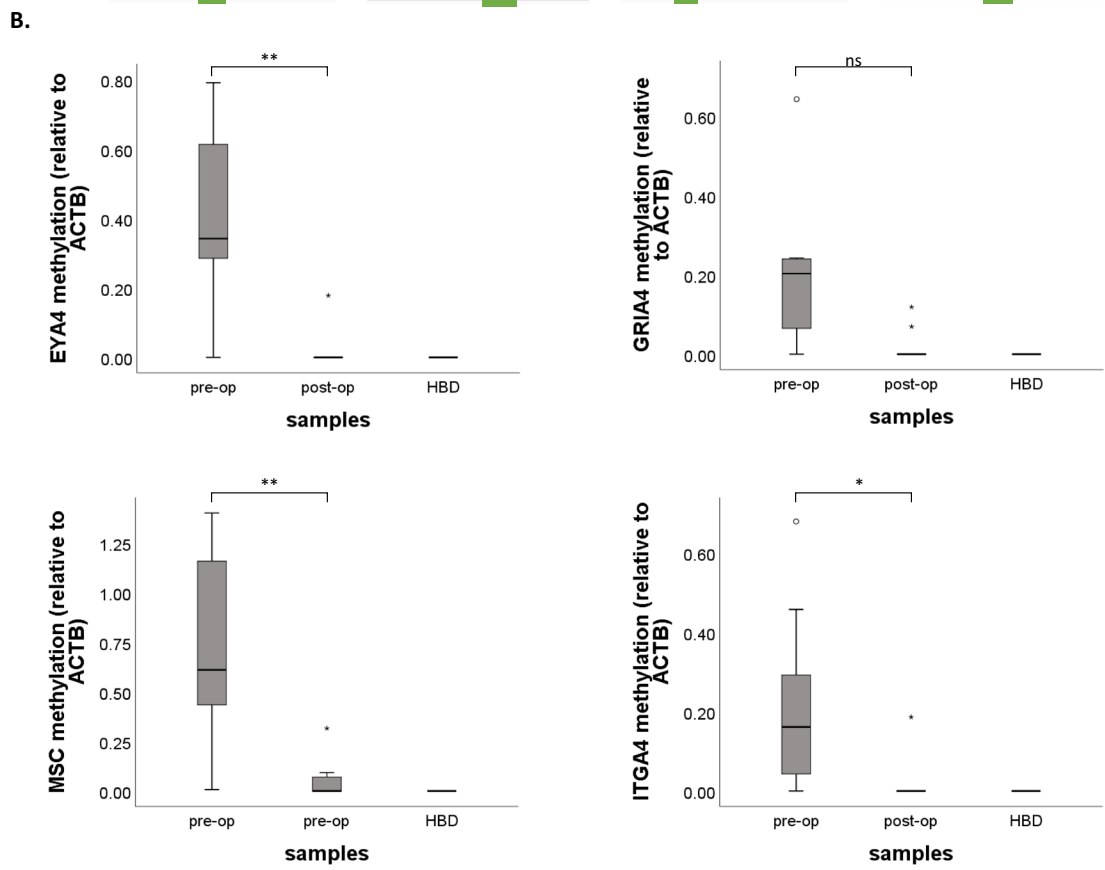 B.
**
EYA4 methylation (relative to
ACTB)
0.80
0.60
0.40
0.20
0.00
*
pre-op post-op HBD
samples
ns
GRIA4 methylation (relative
to ACTB)
0.60
0.40
0.20
0.00
*
*
pre-op post-op HBD
samples
**
MSC methylation (relative to
ACTB)
1.25
1.00
0.75
0.50
0.25
0.00
*
pre-op pre-op HBD
samples
*
ITGA4 methylation (relative to
ACTB)
0.60
0.40
0.20
0.00
*
pre-op post-op HBD
samples